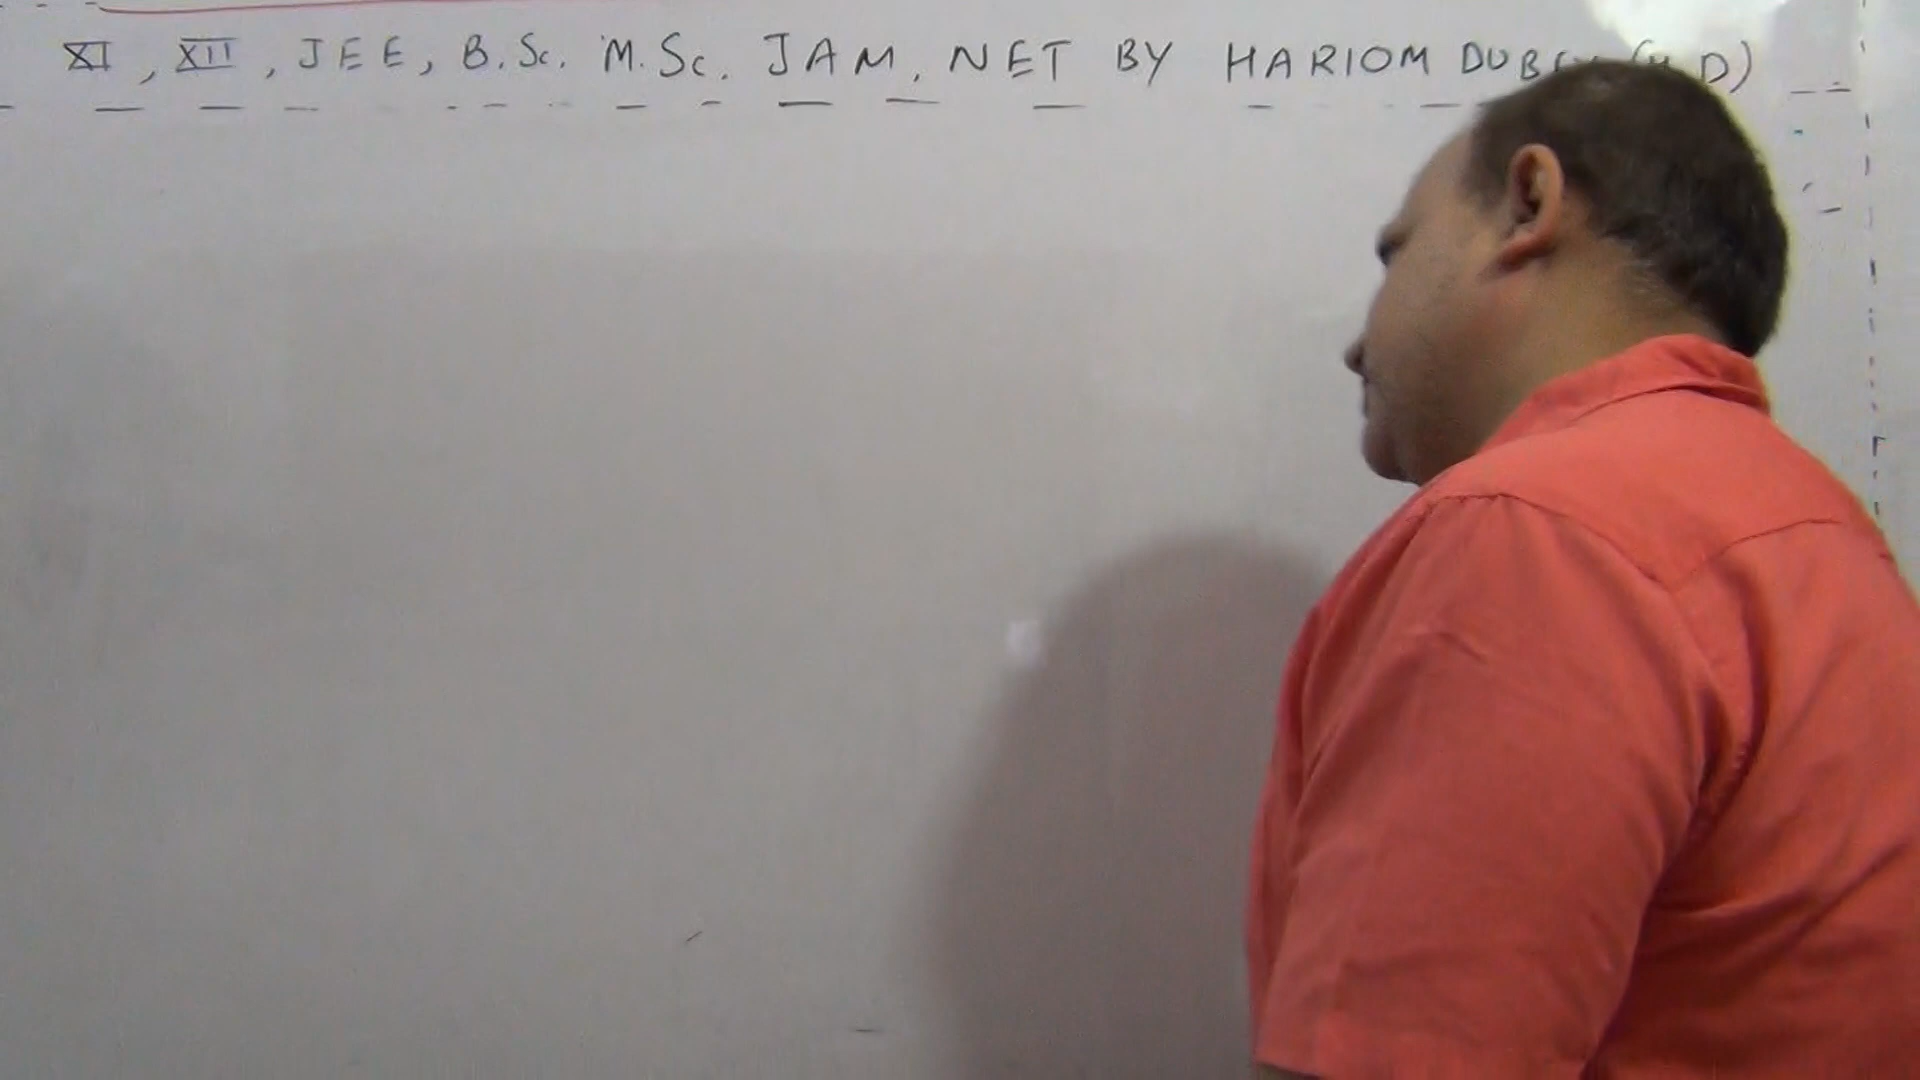 XI, XII, JEE, B.Sc. M.Sc. JAM, NET BY HARIOM D)